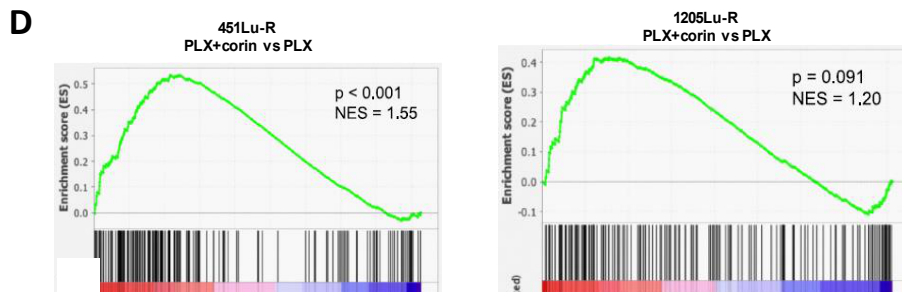 D
451Lu-R
PLX+corin vs PLX
Enrichment score (ES)
0.5
0.4
0.3
0.2
0.1
0.0
p < 0.001
NES = 1.55
1205Lu-R
PLX+corin vs PLX
Enrichment score (ES)
0.4
0.3
0.2
0.1
0.0
-0.1
p = 0.091
NES = 1.20